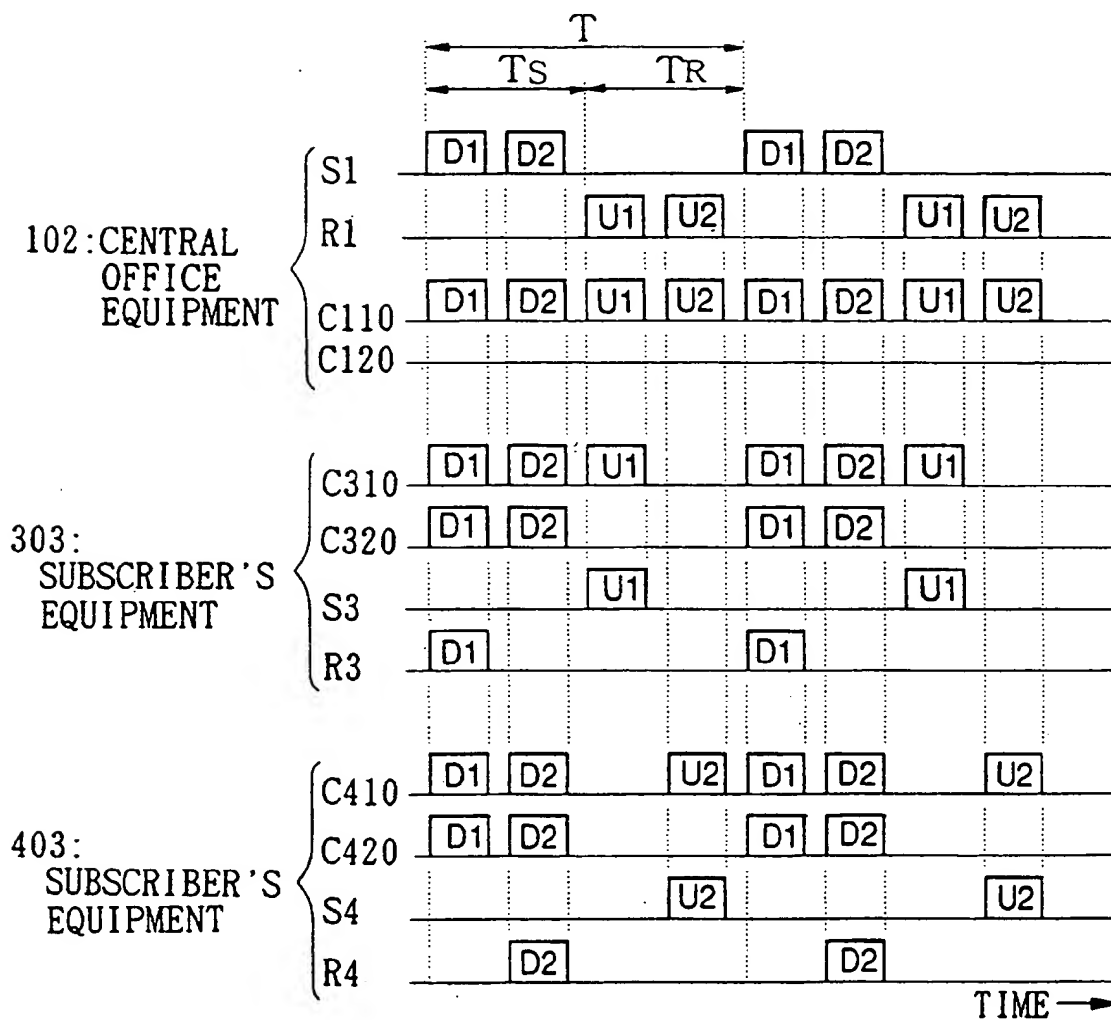 T
TS TR
S1 D1 D2 D1 D2
R1 U1 U2 U1 U2
102:CENTRAL
OFFICE
EQUIPMENT
C110 D1 D2 U1 U2 D1 D2 U1 U2
C120
C310 D1 D2 U1 D1 D2 U1
303:
SUBSCRIBER'S
EQUIPMENT
C320 D1 D2 D1 D2
S3 U1 U1
R3 D1 D1
C410 D1 D2 U2 D1 D2 U2
403:
SUBSCRIBER'S
EQUIPMENT
C420 D1 D2 D1 D2
S4 U2 U2
R4 D2 D2
TIME